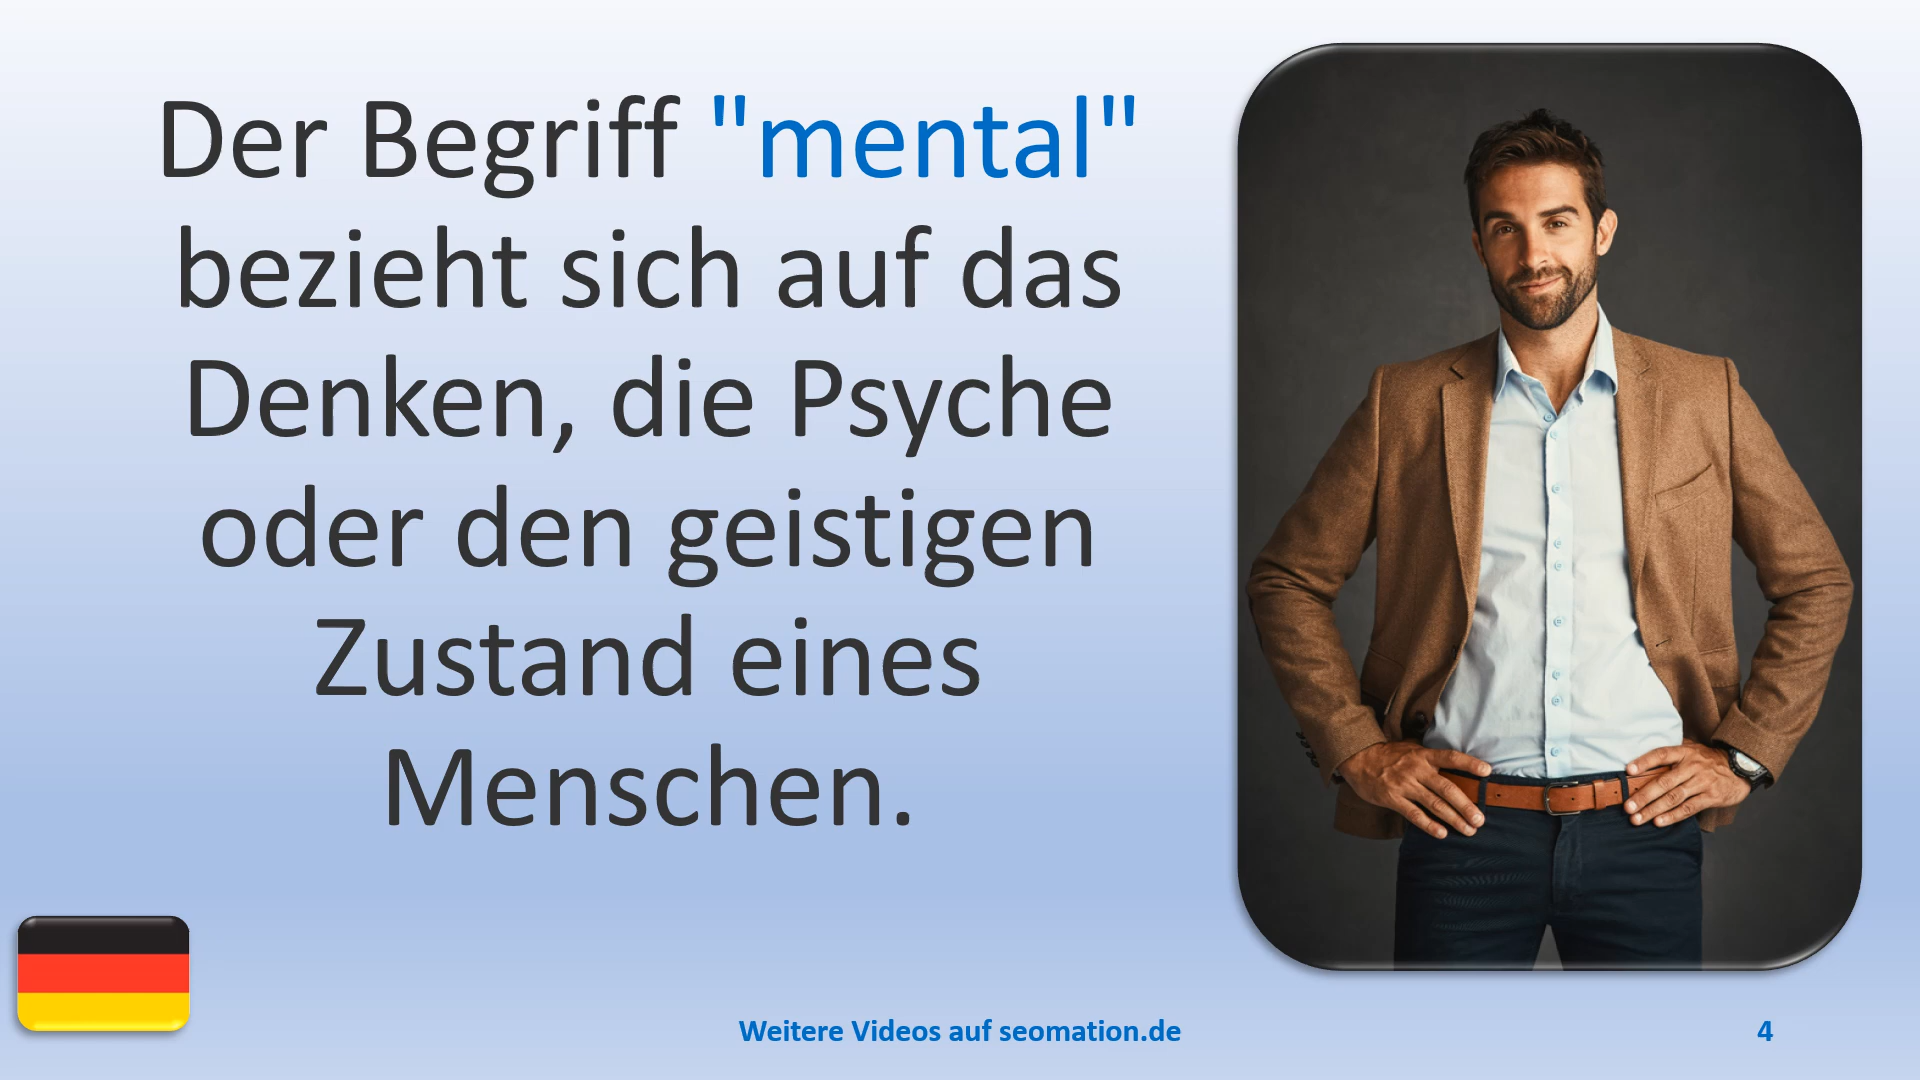 Der Begriff "mental"
bezieht sich auf das
Denken, die Psyche
oder den geistigen
Zustand eines
Menschen.
Weitere Videos auf seomation.de
4